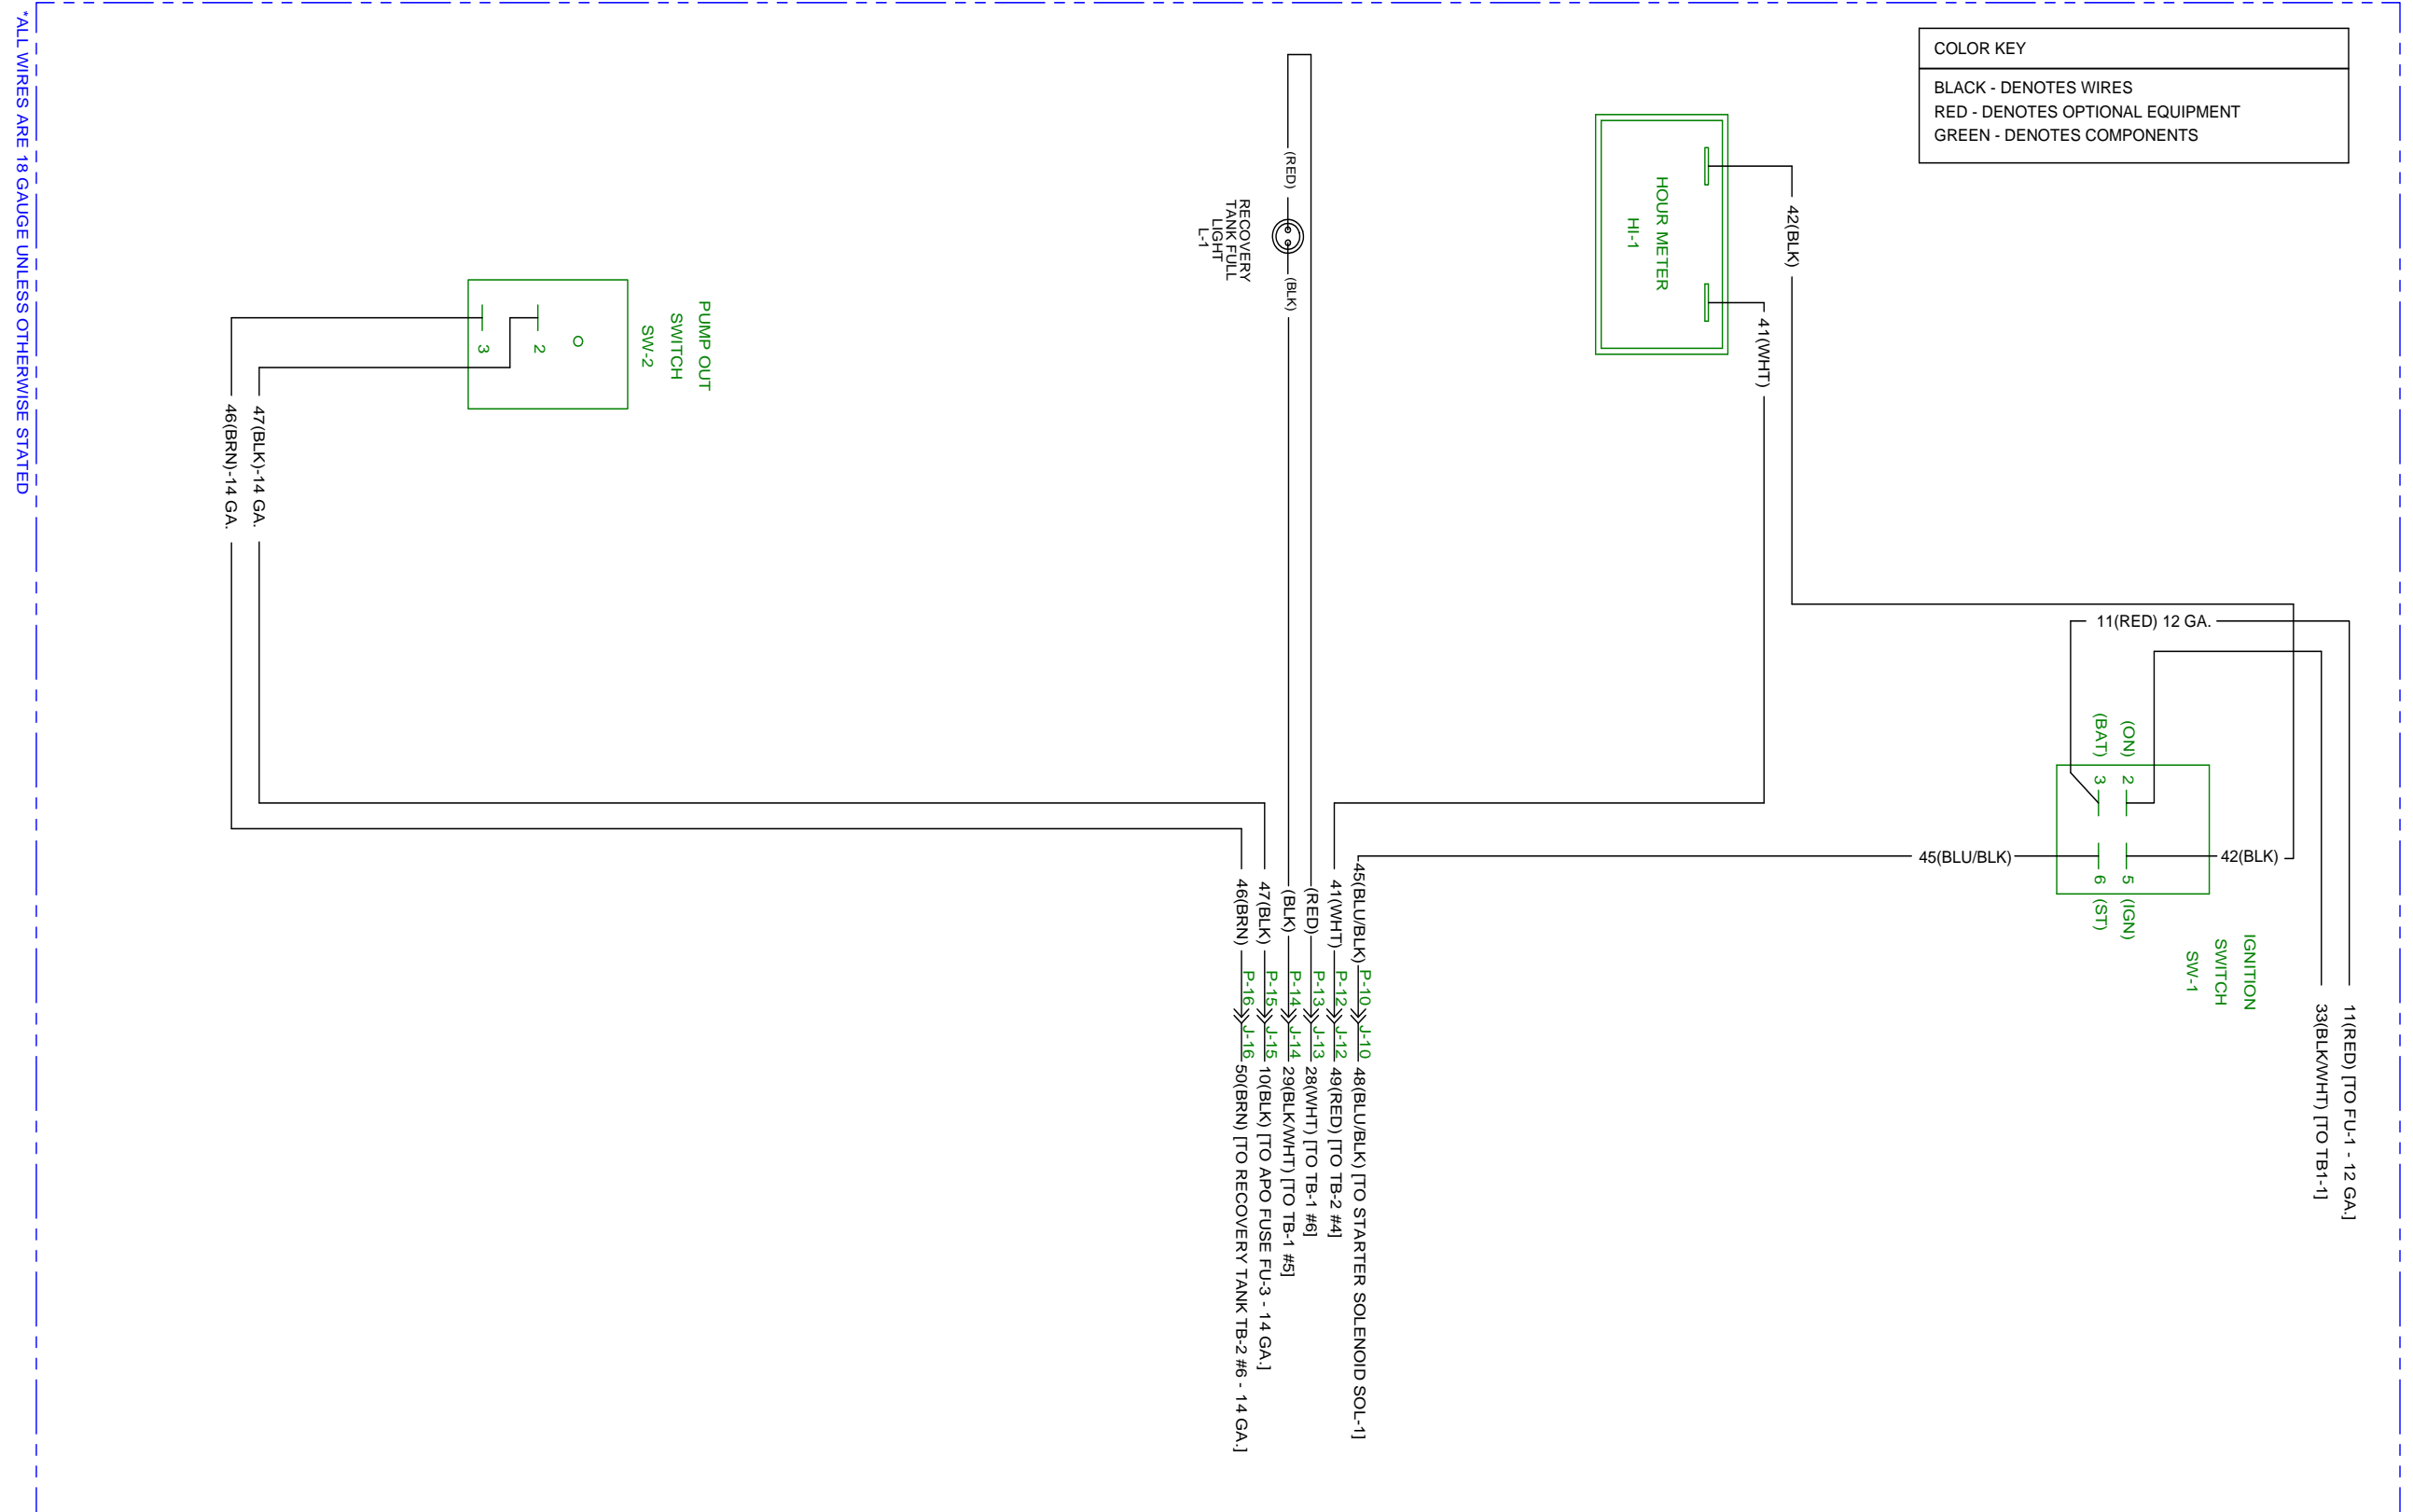 COLOR KEY
BLACK - DENOTES WIRES
RED - DENOTES OPTIONAL EQUIPMENT
GREEN - DENOTES COMPONENTS
*ALL WIRES ARE 18 GAUGE UNLESS OTHERWISE STATED
HOUR METER
HI-1
42(BLK)
41(WHT)
(RED)
(BLK)
RECOVERY
TANK FULL
LIGHT
L-1
PUMP OUT
SWITCH
SW-2
2
3
47(BLK)-14 GA.
46(BRN)-14 GA.
11(RED) 12 GA.
(ON)
(BAT)
2
3
5
6
(IGN)
(ST)
45(BLU/BLK)
42(BLK)
IGNITION
SWITCH
SW-1
11(RED) [TO FU-1 - 12 GA.]
33(BLK/WHT) [TO TB1-1]
45(BLU/BLK) P-10 J-10 48(BLU/BLK) [TO STARTER SOLENOID SOL-1]
41(WHT) P-12 J-12 49(RED) [TO TB-2 #4]
(RED) P-13 J-13 28(WHT) [TO TB-1 #6]
(BLK) P-14 J-14 29(BLK/WHT) [TO TB-1 #5]
47(BLK) P-15 J-15 10(BLK) [TO APO FUSE FU-3 - 14 GA.]
46(BRN) P-16 J-16 50(BRN) [TO RECOVERY TANK TB-2 #6 - 14 GA.]